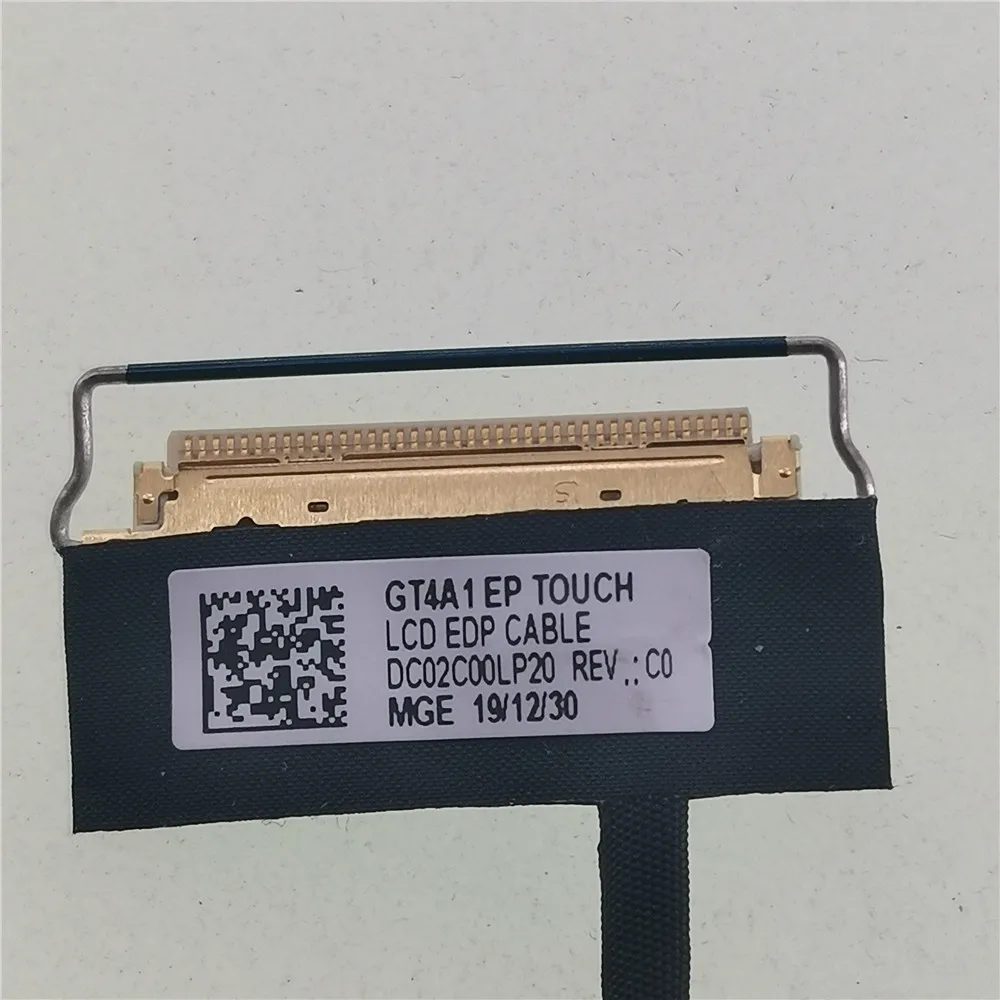 GT4A1 EP TOUCH
LCD EDP CABLE
DC02C00LP20 REV.:C0
MGE 19/12/30